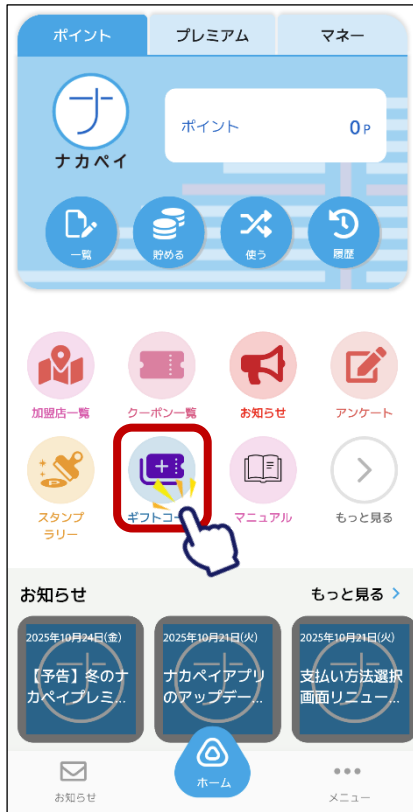 ポイント
プレミアム
マネー
ナ
ナカペイ
ポイント
0 P
一覧
貯める
使う
履歴
加盟店一覧
クーポン一覧
お知らせ
アンケート
スタンプ
ラリー
ギフトコー
マニュアル
もっと見る
お知らせ
もっと見る
2025年10月24日(金)
【予告】冬のナ
カペイプレミ...
2025年10月21日(火)
ナカペイアプリ
のアップデー...
2025年10月21日(火)
支払い方法選択
画面リニュー...
お知らせ
ホーム
メニュー